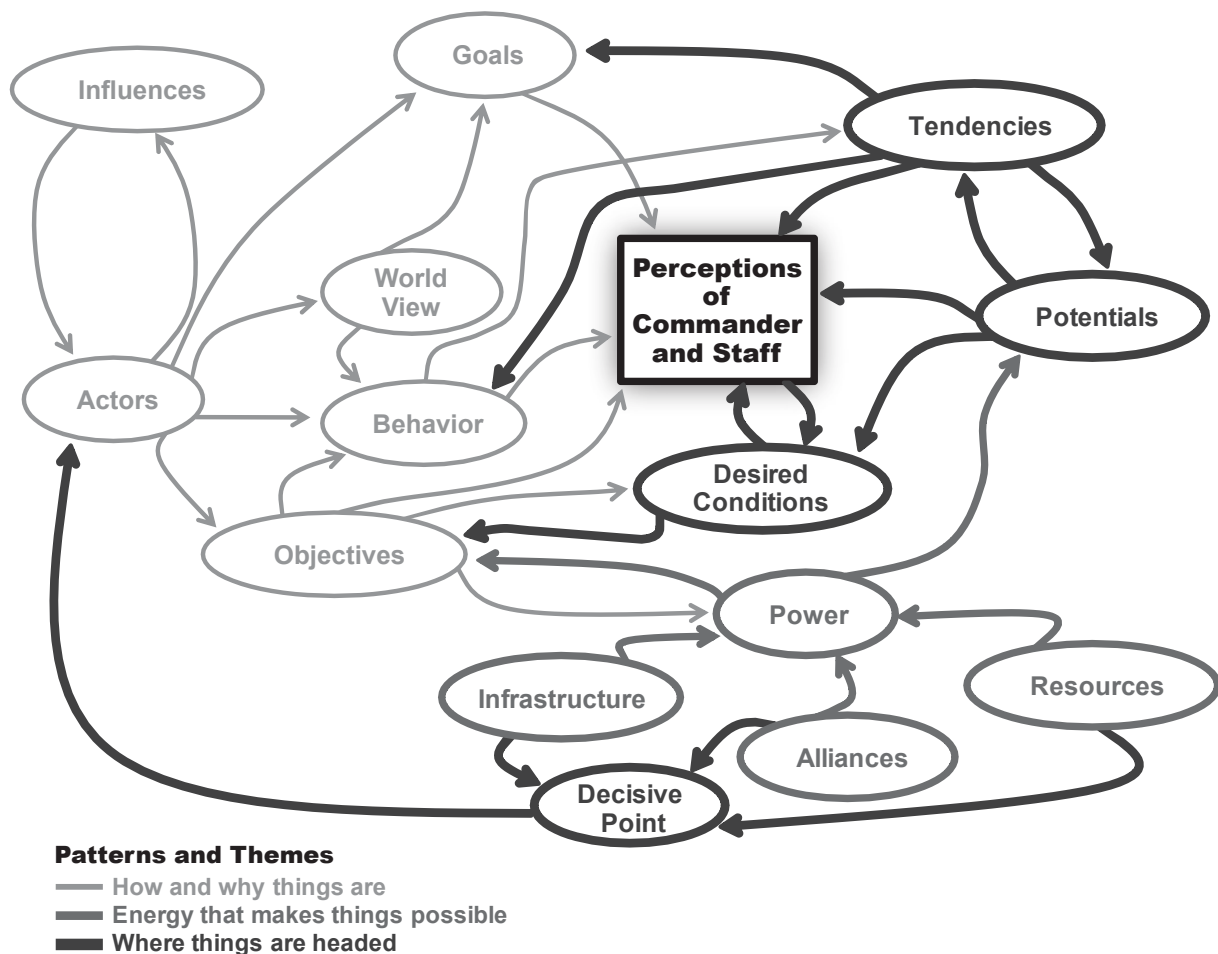 Goals
Influences
Tendencies
World
View
Perceptions
of
Commander
and Staff
Potentials
Actors
Behavior
Desired
Conditions
Objectives
Power
Infrastructure
Resources
Alliances
Decisive
Point
Patterns and Themes
How and why things are
Energy that makes things possible
Where things are headed